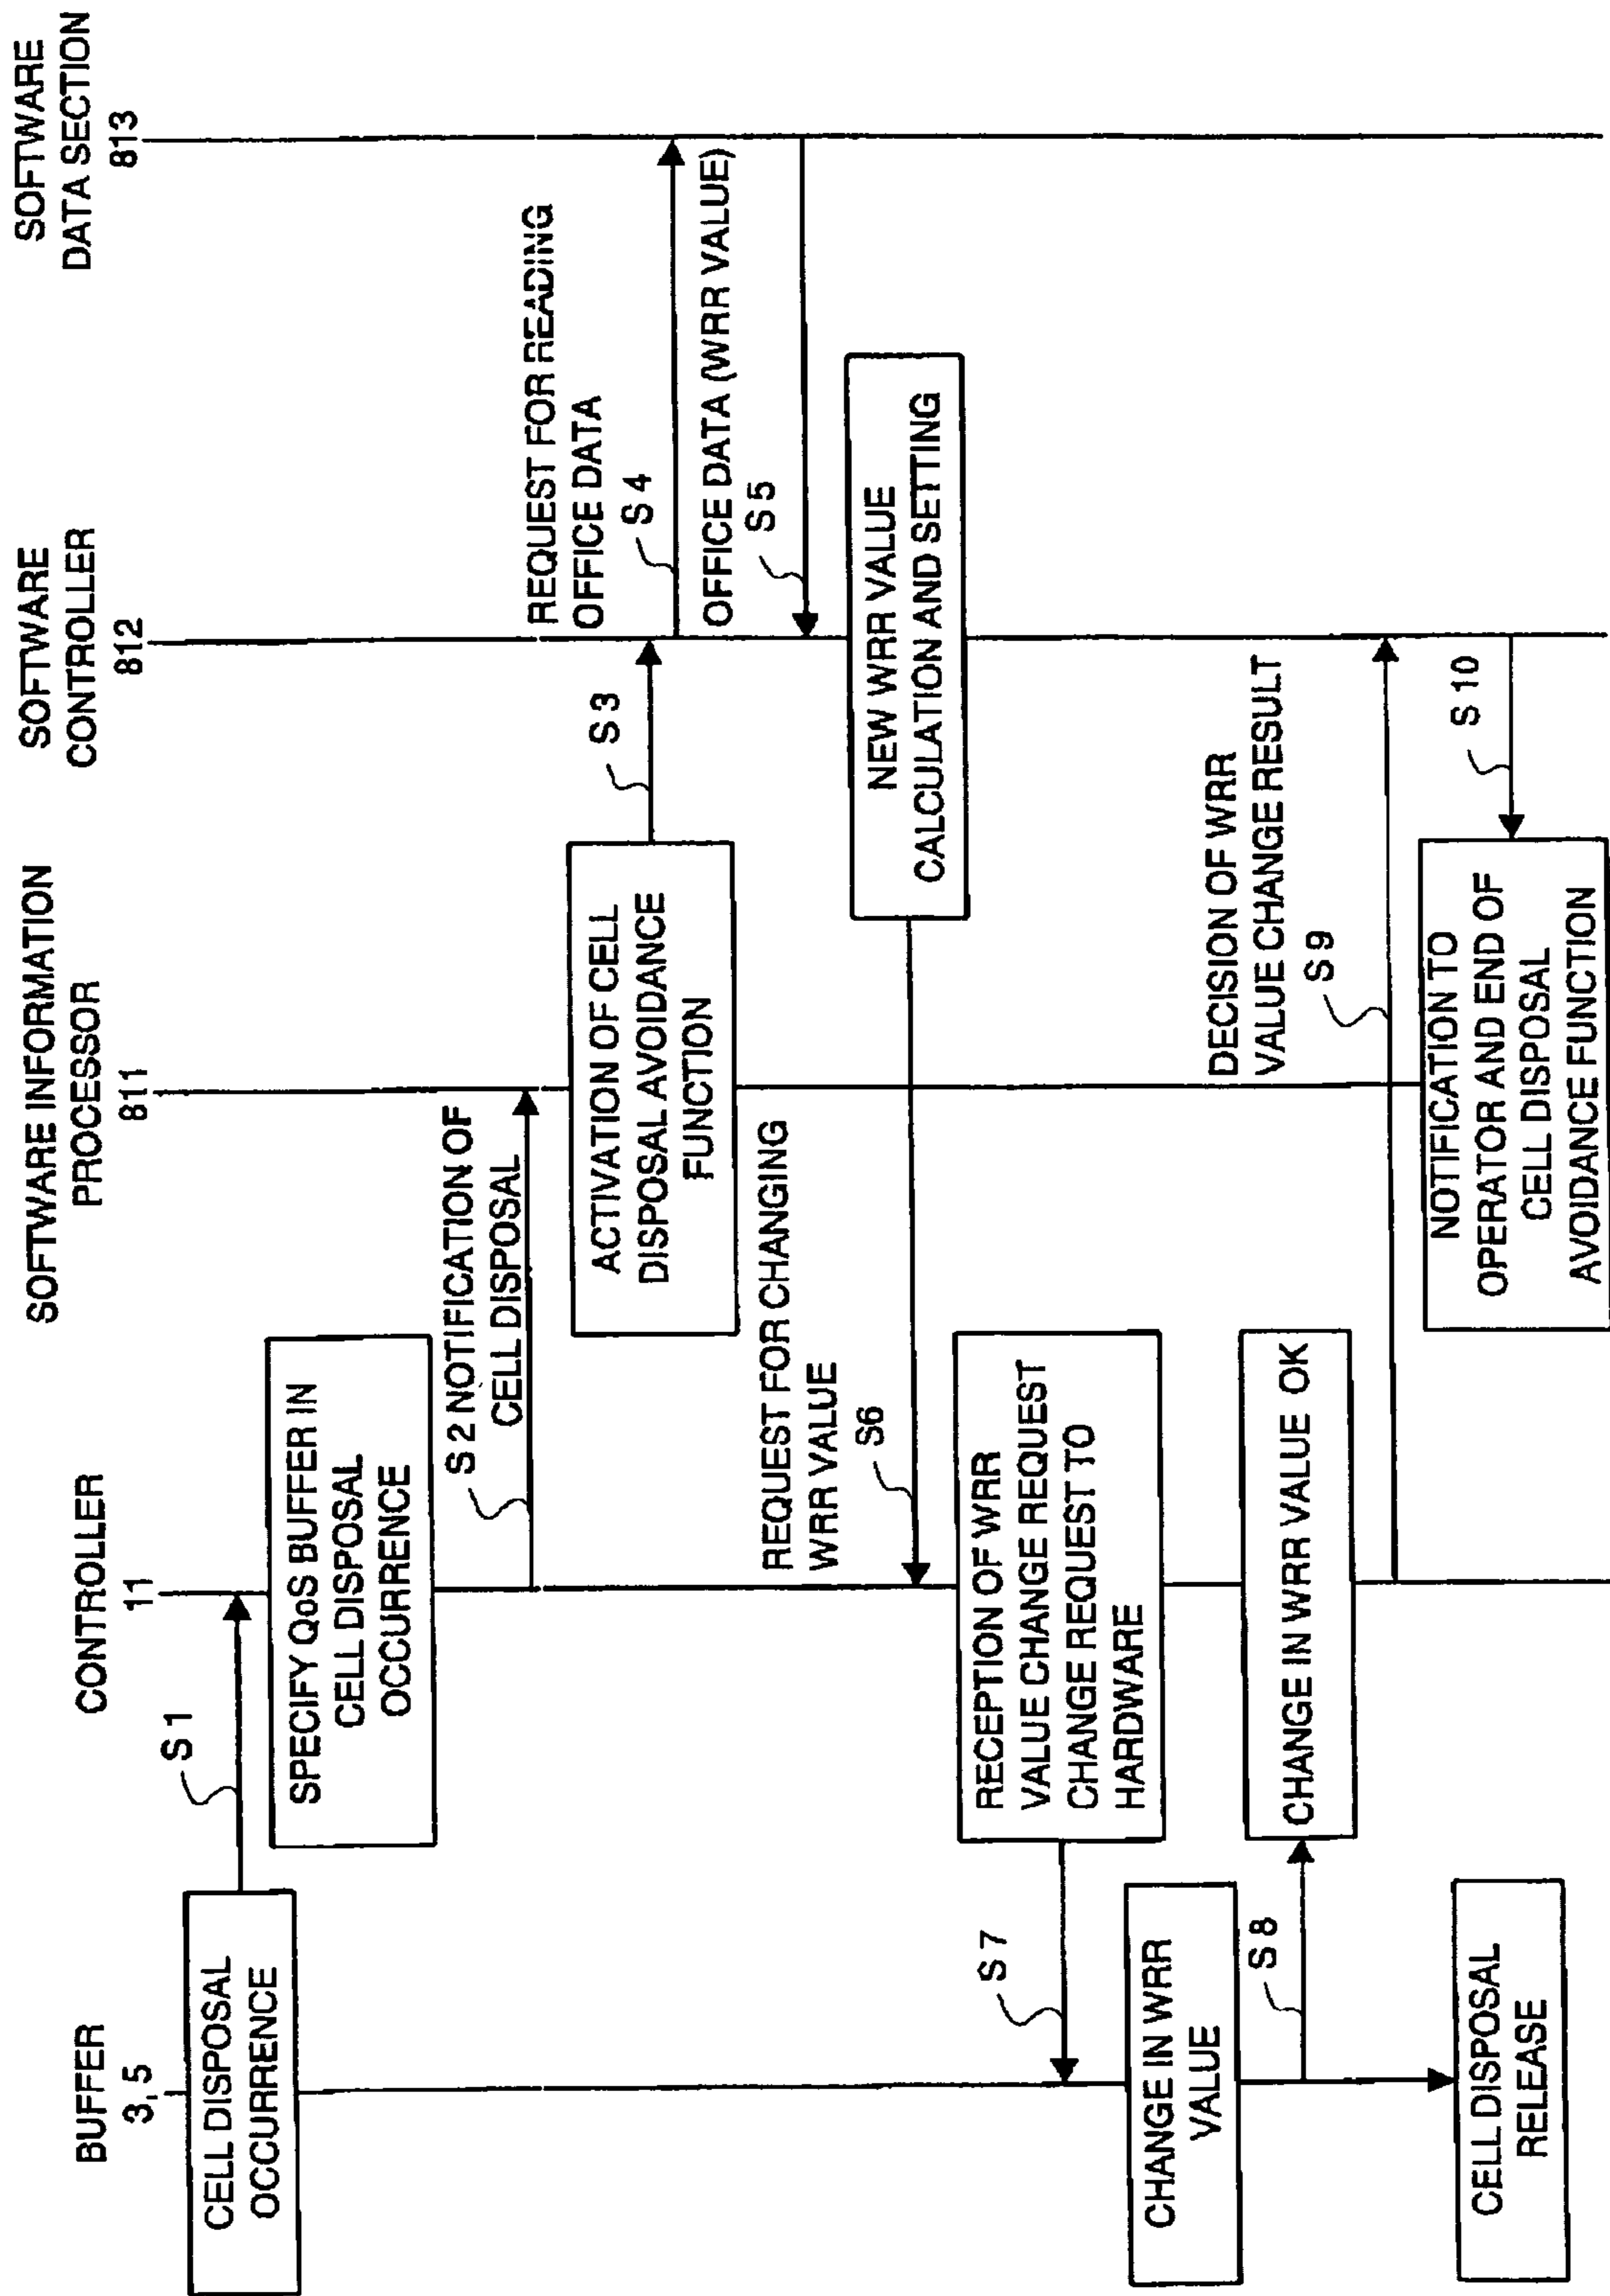 BUFFER
3, 5
CONTROLLER
11
SOFTWARE INFORMATION
PROCESSOR
811
SOFTWARE
CONTROLLER
812
SOFTWARE
DATA SECTION
813
CELL DISPOSAL
OCCURRENCE
S 1
SPECIFY QoS BUFFER IN
CELL DISPOSAL
OCCURRENCE
S 2 NOTIFICATION OF
CELL DISPOSAL
ACTIVATION OF CELL
DISPOSAL AVOIDANCE
FUNCTION
S 3
REQUEST FOR READING
OFFICE DATA
S 4
OFFICE DATA (WRR VALUE)
S 5
NEW WRR VALUE
CALCULATION AND SETTING
REQUEST FOR CHANGING
WRR VALUE
S6
RECEPTION OF WRR
VALUE CHANGE REQUEST
CHANGE REQUEST TO
HARDWARE
S 7
CHANGE IN WRR
VALUE
S 8
CHANGE IN WRR VALUE OK
DECISION OF WRR
VALUE CHANGE RESULT
S 9
S 10
NOTIFICATION TO
OPERATOR AND END OF
CELL DISPOSAL
AVOIDANCE FUNCTION
CELL DISPOSAL
RELEASE